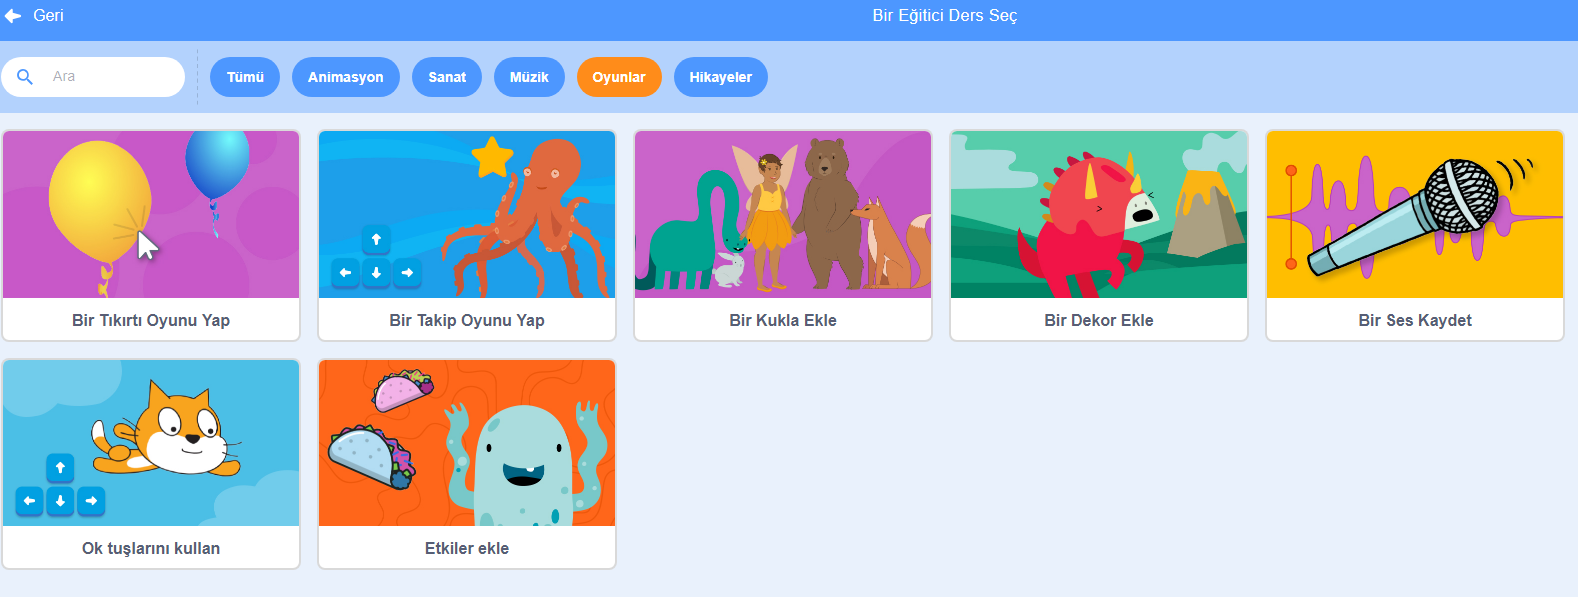 Geri
Bir Eğitici Ders Seç
Ara
Tümü
Animasyon
Sanat
Müzik
Oyunlar
Hikayeler
Bir Tıkırtı Oyunu Yap
Bir Takip Oyunu Yap
Bir Kukla Ekle
Bir Dekor Ekle
Bir Ses Kaydet
Ok tuşlarını kullan
Etkiler ekle